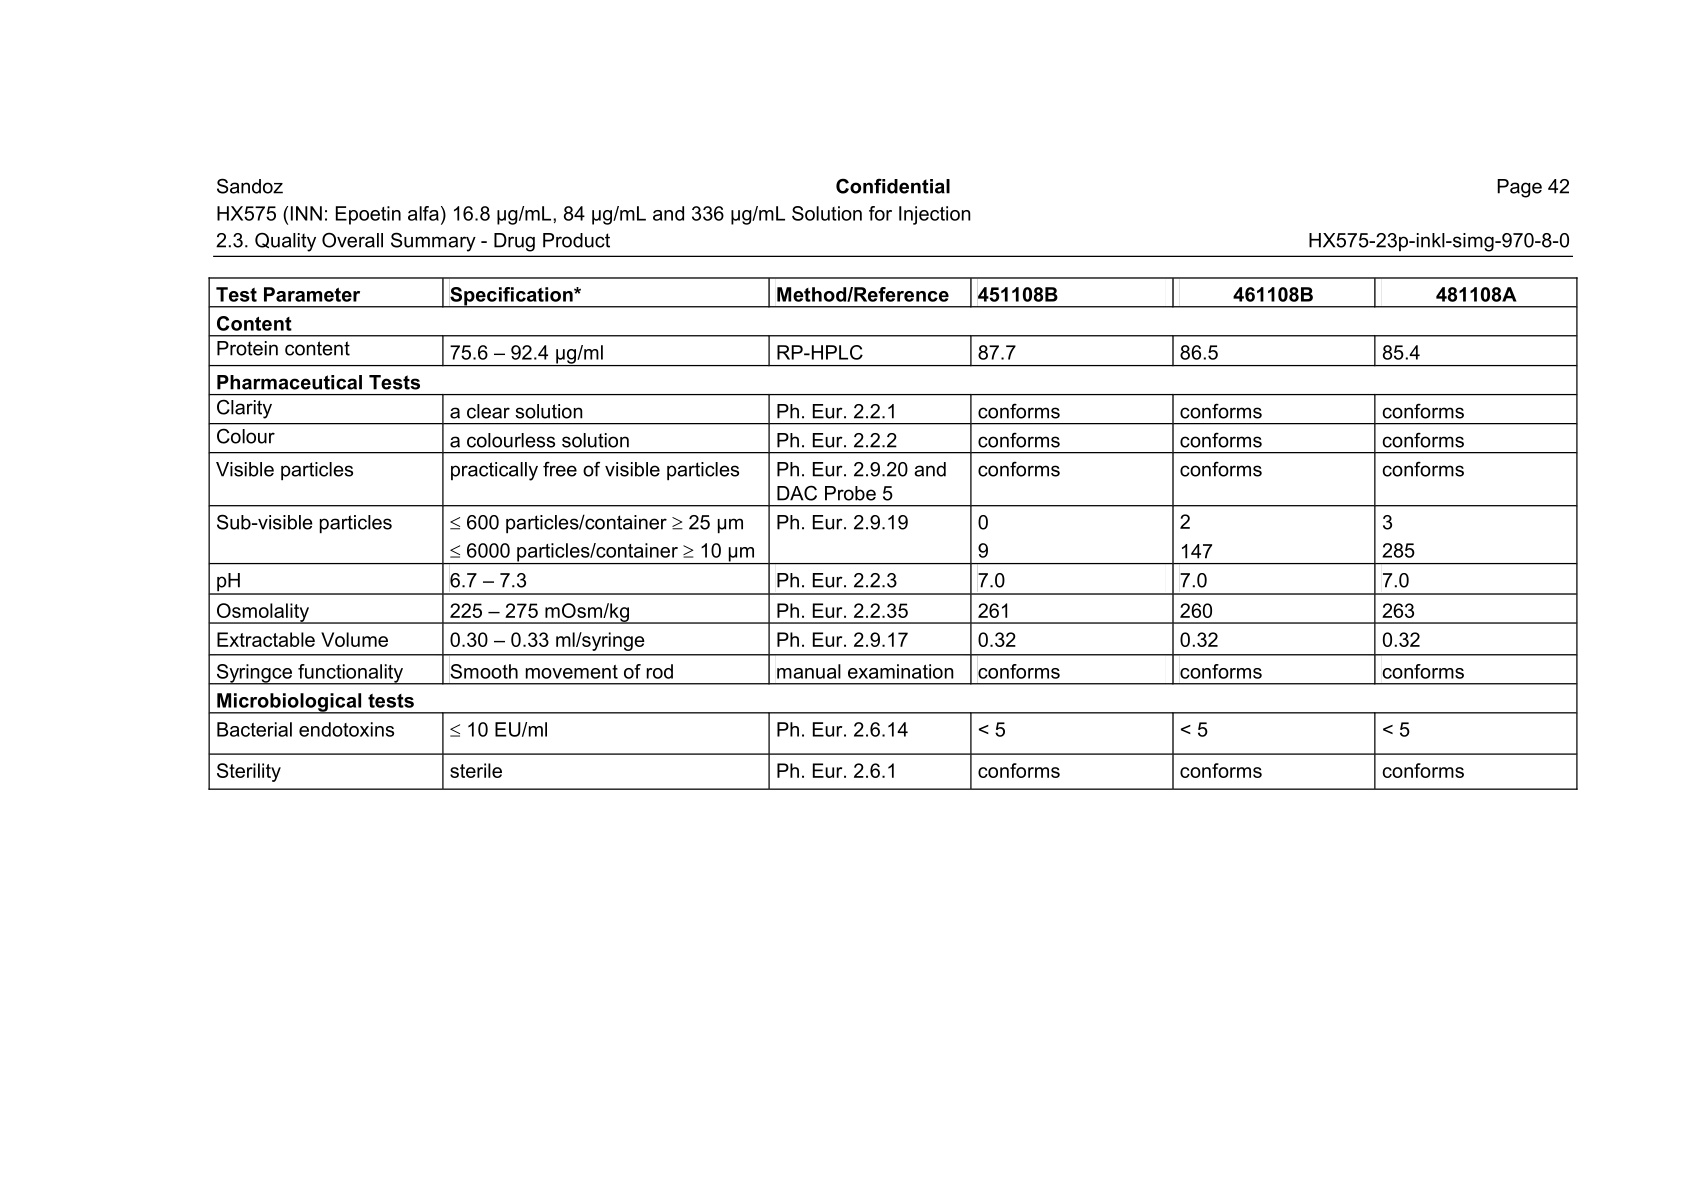 Sandoz Confidential Page 42
HX575 (INN: Epoetin alfa) 16.8 µg/mL, 84 µg/mL and 336 µg/mL Solution for Injection
2.3. Quality Overall Summary - Drug Product HX575-23p-inkl-simg-970-8-0
Test Parameter Specification* Method/Reference 451108B 461108B 481108A
Content
Protein content 75.6 – 92.4 µg/ml RP-HPLC 87.7 86.5 85.4
Pharmaceutical Tests
Clarity a clear solution Ph. Eur. 2.2.1 conforms conforms conforms
Colour a colourless solution Ph. Eur. 2.2.2 conforms conforms conforms
Visible particles practically free of visible particles Ph. Eur. 2.9.20 and conforms conforms conforms
DAC Probe 5
Sub-visible particles ≤ 600 particles/container ≥ 25 µm Ph. Eur. 2.9.19 0 2 3
≤ 6000 particles/container ≥ 10 µm 9 147 285
pH 6.7 – 7.3 Ph. Eur. 2.2.3 7.0 7.0 7.0
Osmolality 225 – 275 mOsm/kg Ph. Eur. 2.2.35 261 260 263
Extractable Volume 0.30 – 0.33 ml/syringe Ph. Eur. 2.9.17 0.32 0.32 0.32
Syringce functionality Smooth movement of rod manual examination conforms conforms conforms
Microbiological tests
Bacterial endotoxins ≤ 10 EU/ml Ph. Eur. 2.6.14 < 5 < 5 < 5
Sterility sterile Ph. Eur. 2.6.1 conforms conforms conforms